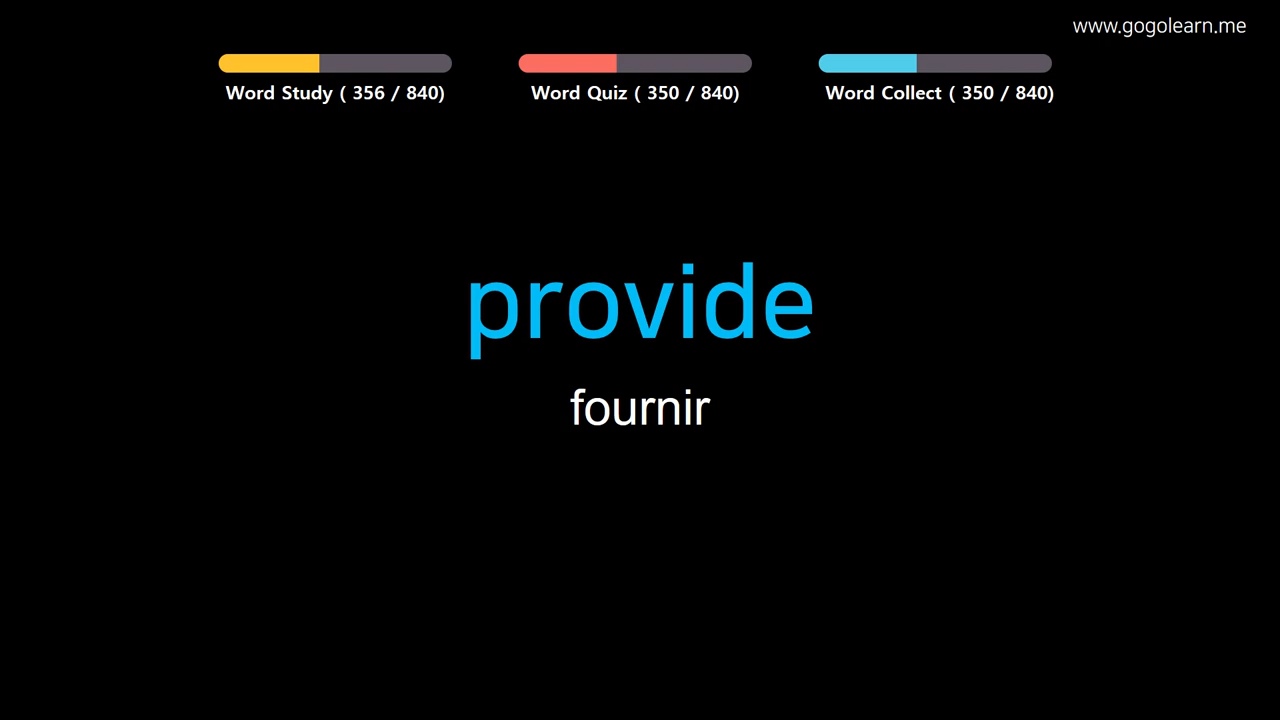 www.gogolearn.me
Word Study ( 356 / 840)
Word Quiz ( 350 / 840)
Word Collect ( 350 / 840)
provide
fournir